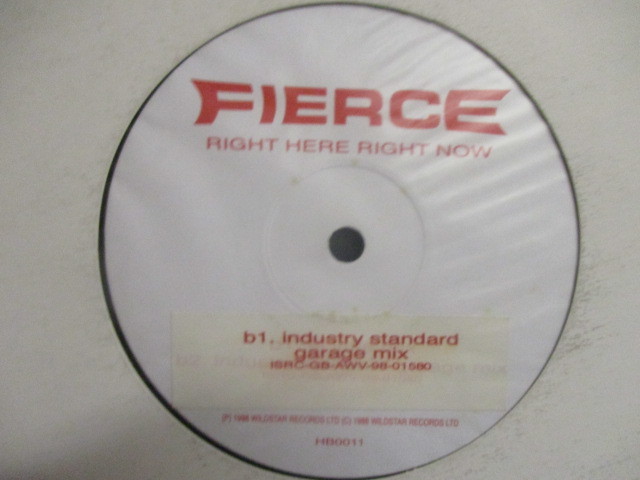 FIERCE
RIGHT HERE RIGHT NOW
b1. industry standard
garage mix
ISRC-GB-AWV-98-01580
(P) 1998 WILDSTAR RECORDS LTD (C) 1998 WILDSTAR RECORDS LTD
HB0011